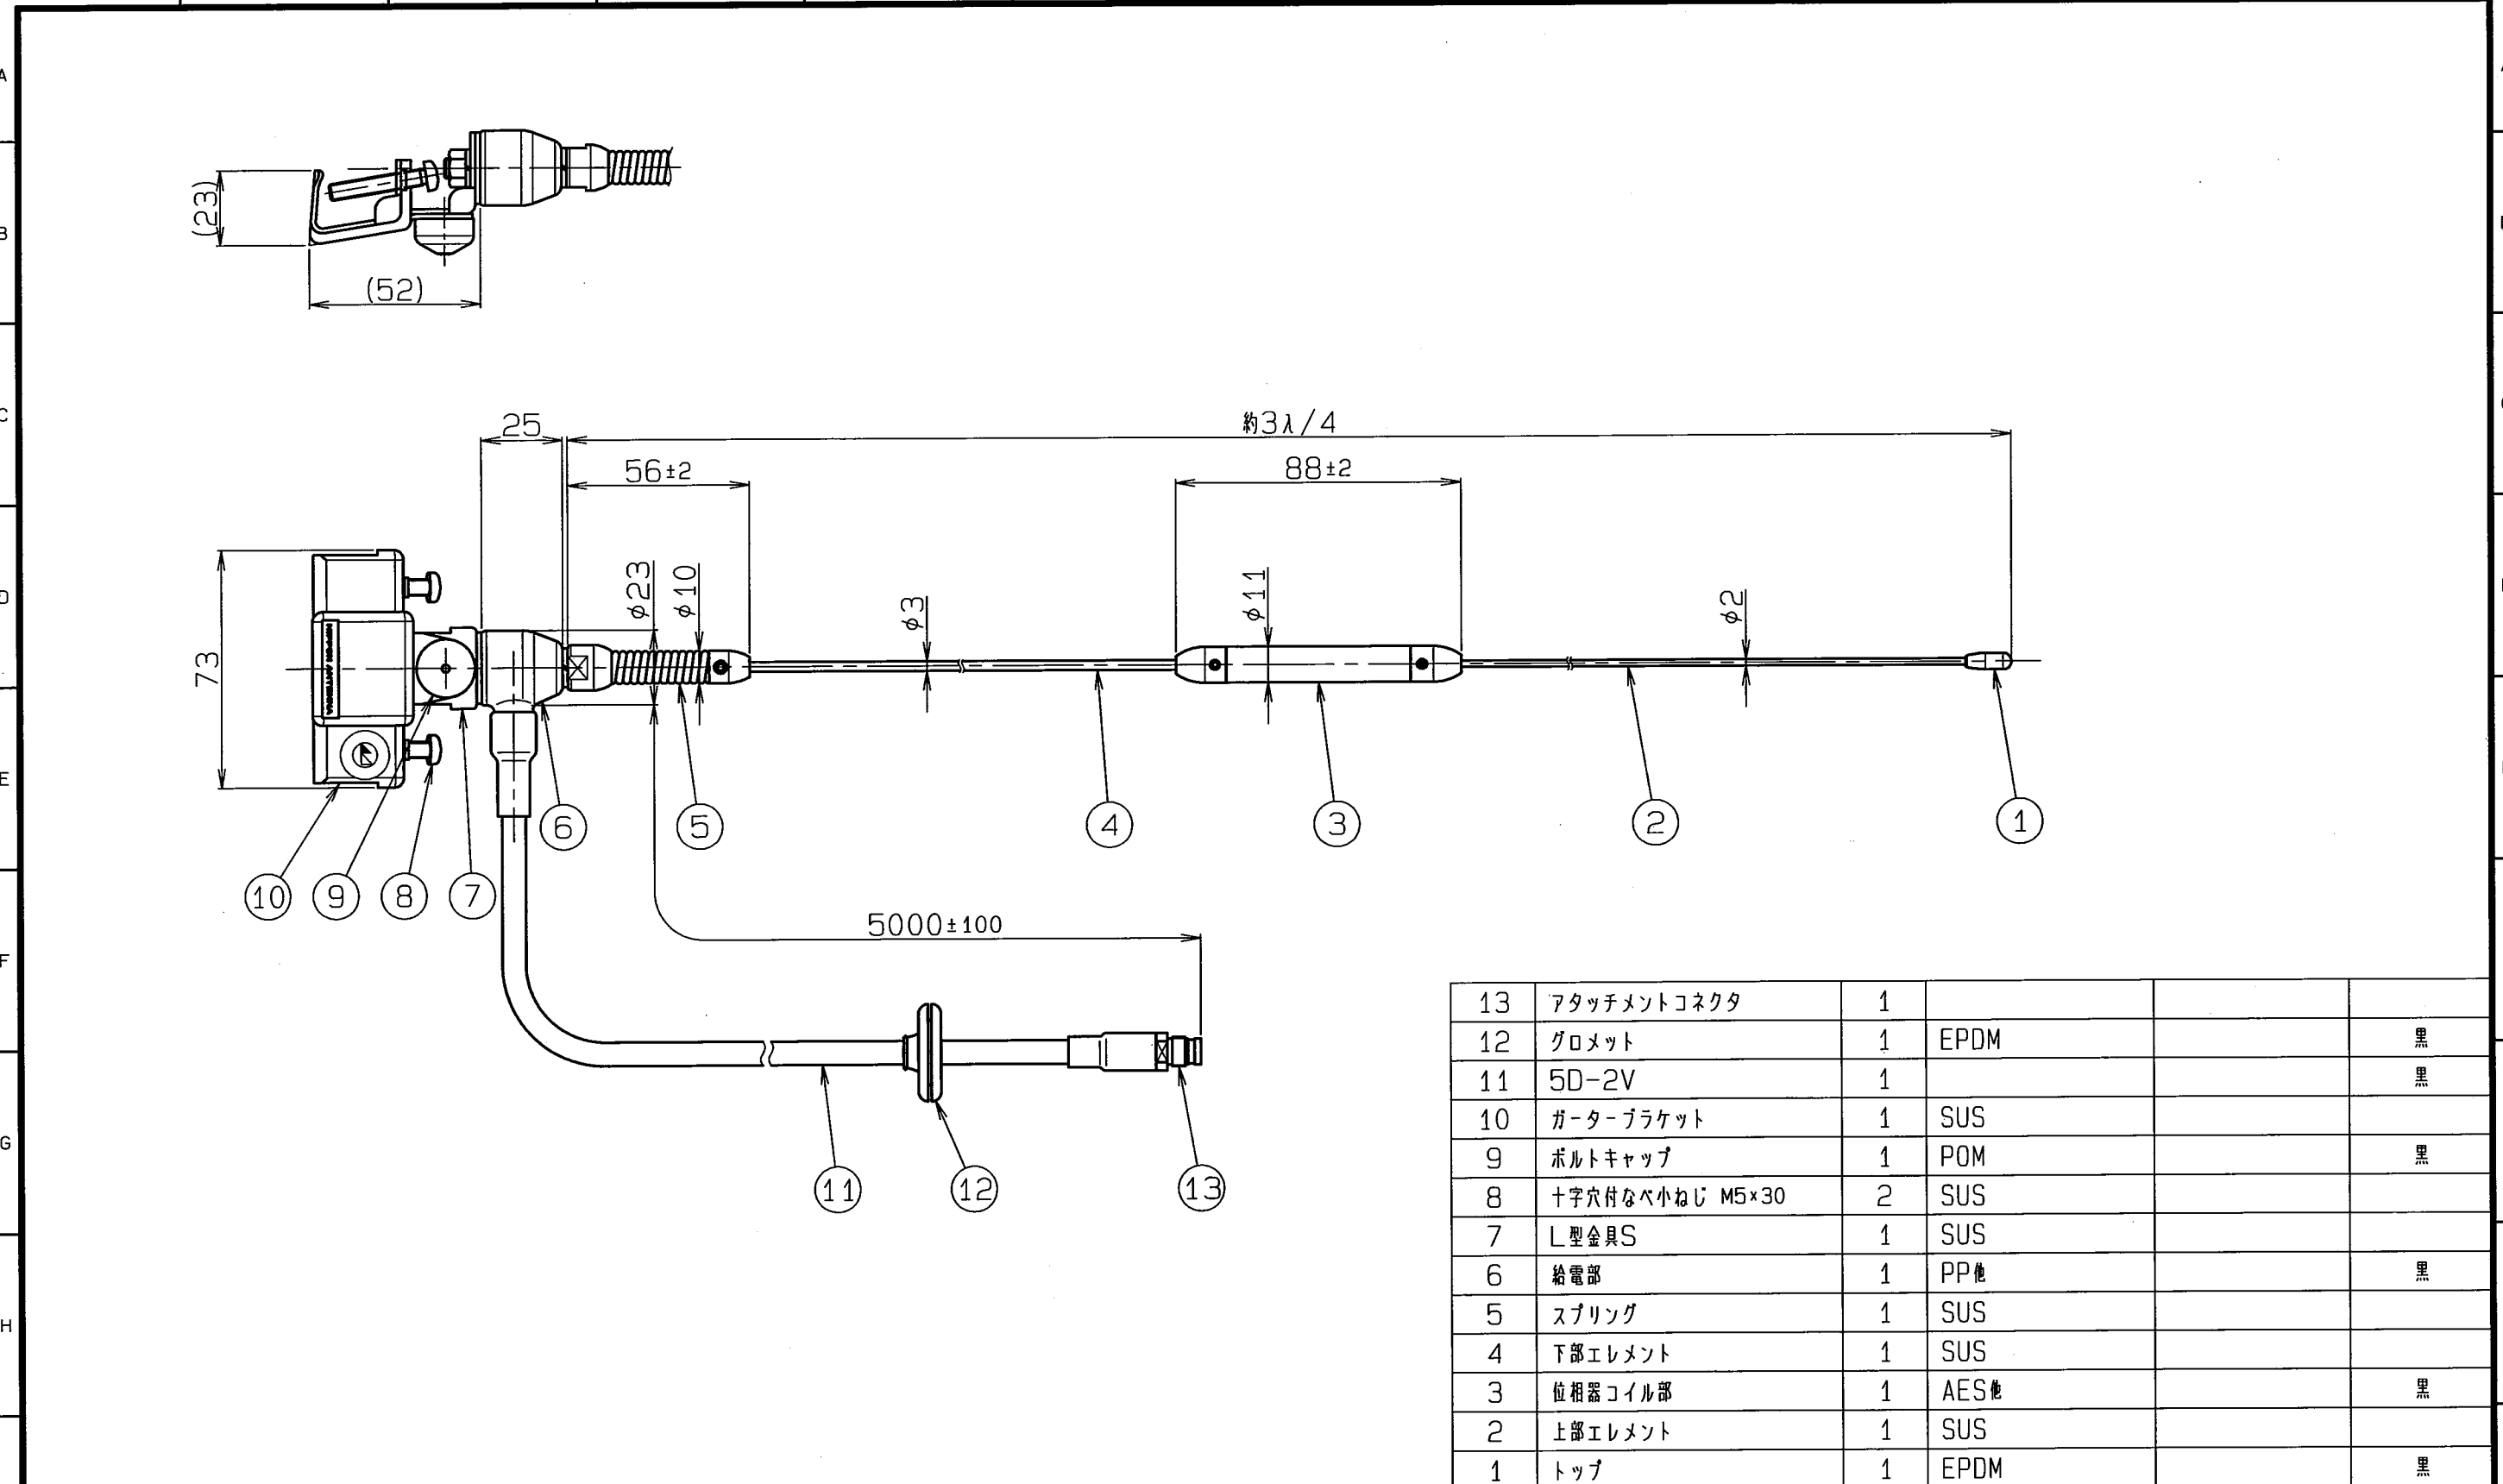 A
B
C
D
E
F
G
H
(23)
(52)
25
約3λ/4
56±2
88±2
73
φ23
φ10
φ3
φ11
φ2
NIPPON ANTENNA
6
5
4
3
2
1
10
9
8
7
5000±100
11
12
13
13 アタッチメントコネクタ 1
12 グロメット 1 EPDM 黒
11 5D-2V 1 黒
10 ガーターブラケット 1 SUS
9 ボルトキャップ 1 POM 黒
8 十字穴付なべ小ねじ M5×30 2 SUS
7 L型金具S 1 SUS
6 給電部 1 PP他 黒
5 スプリング 1 SUS
4 下部エレメント 1 SUS
3 位相器コイル部 1 AES他 黒
2 上部エレメント 1 SUS
1 トップ 1 EPDM 黒